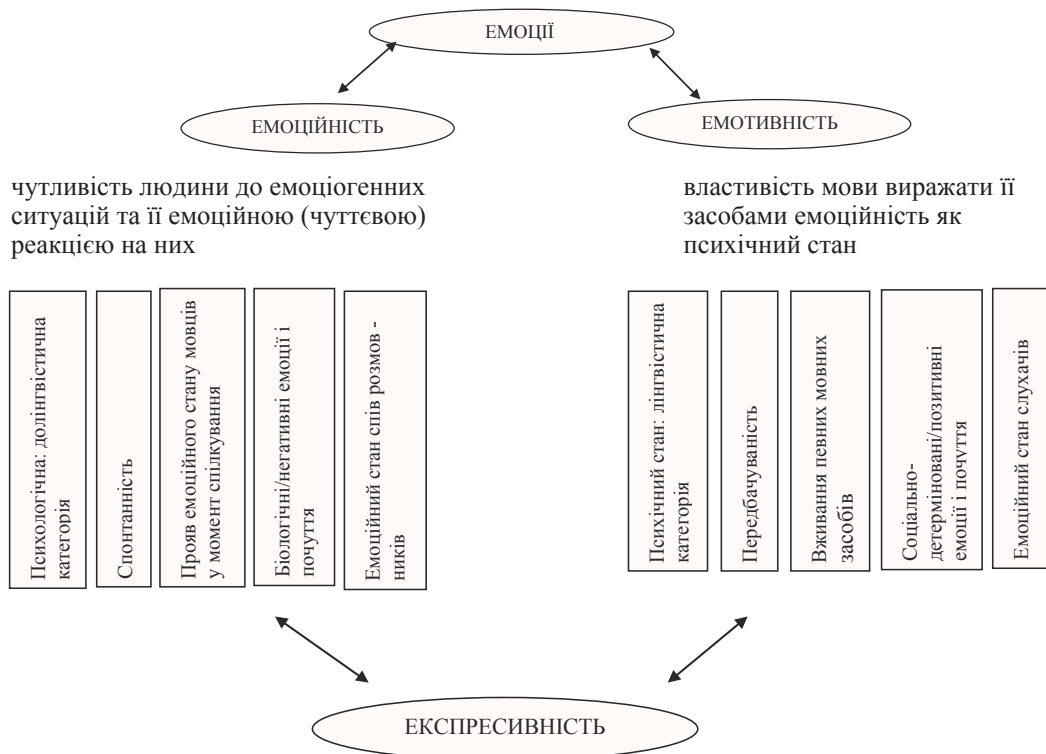 ЕМОЦІЇ
ЕМОЦІЙНІСТЬ
ЕМОТИВНІСТЬ
чутливість людини до емоціогенних
ситуацій та її емоційною (чуттєвою)
реакцією на них
властивість мови виражати її
засобами емоційність як
психічний стан
Психологічна: долінгвістична
категорія
Спонтанність
Прояв емоційного стану мовців
у момент спілкування
Біологічні/негативні емоції і
почуття
Емоційний стан спів розмов -
ників
Психічний стан: лінгвістична
категорія
Передбачуваність
Вживання певних мовних
засобів
Соціально-
детерміновані/позитивні
емоції і почуття
Емоційний стан слухачів
ЕКСПРЕСИВНІСТЬ